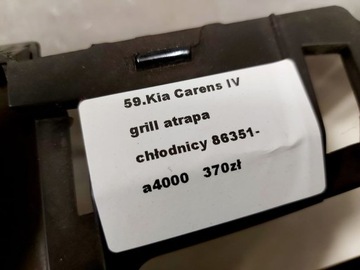 59.Kia Carens IV
grill atrapa
chłodnicy 86351-
a4000 370zł